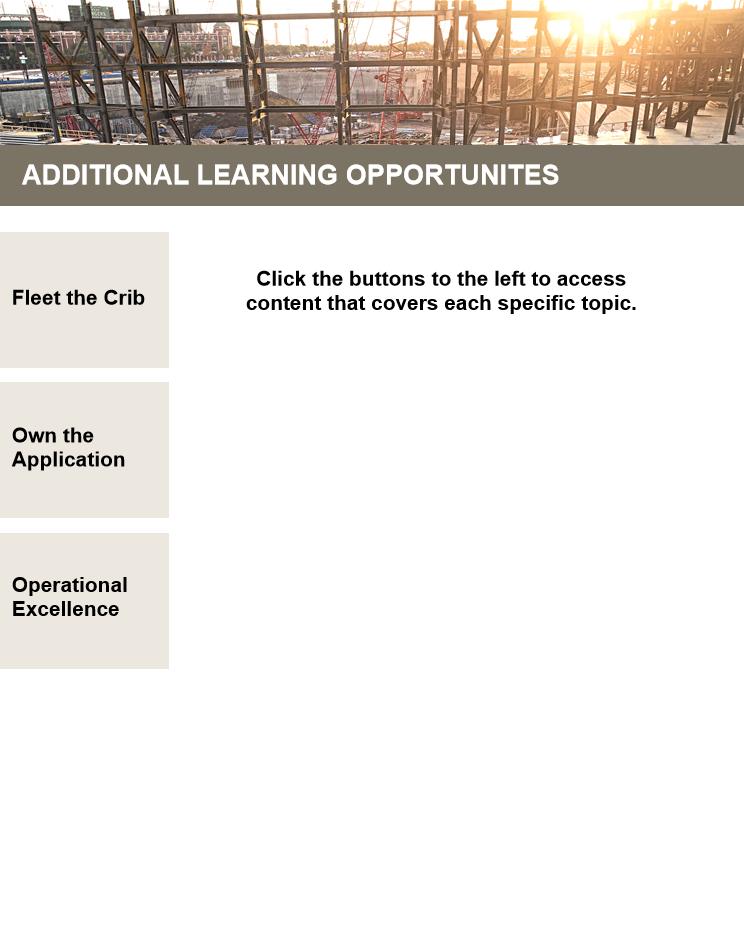 ADDITIONAL LEARNING OPPORTUNITES
Fleet the Crib
Click the buttons to the left to access
content that covers each specific topic.
Own the
Application
Operational
Excellence